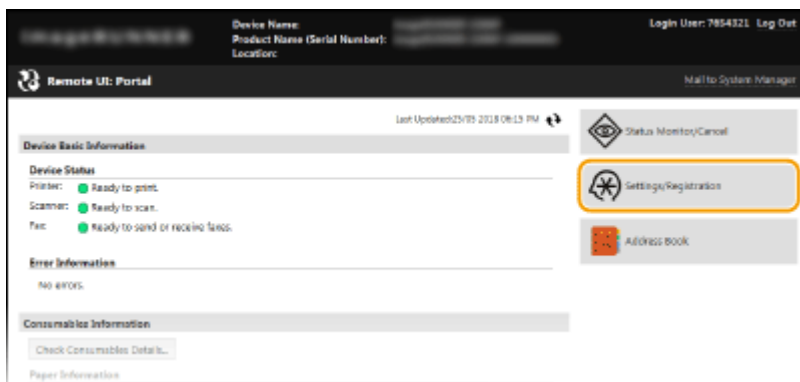 Device Name:
Product Name (Serial Number):
Location:
Login User: 7654321 Log Out
Remote UI: Portal
Mail to System Manager
Last Updated:25/05 2018 06:15 PM
Device Basic Information
Device Status
Printer: Ready to print.
Scanner: Ready to scan.
Fax: Ready to send or receive faxes.
Error Information
No errors.
Consumables Information
Check Consumables Details...
Paper Information
Status Monitor/Cancel
Settings/Registration
Address Book